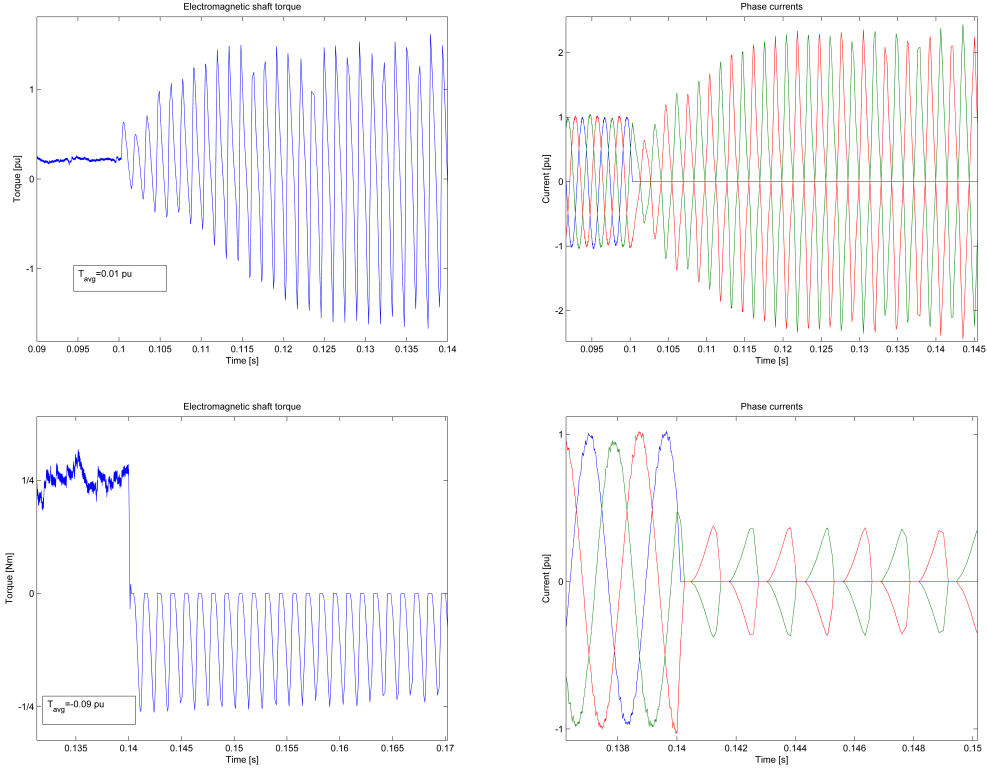 Electromagnetic shaft torque
Torque [pu]
1
0
-1
T_avg=0.01 pu
0.09 0.095 0.1 0.105 0.11 0.115 0.12 0.125 0.13 0.135 0.14
Time [s]
Phase currents
Current [pu]
2
1
0
-1
-2
0.095 0.1 0.105 0.11 0.115 0.12 0.125 0.13 0.135 0.14 0.145
Time [s]
Electromagnetic shaft torque
Torque [Nm]
1/4
0
-1/4
T_avg=-0.09 pu
0.135 0.14 0.145 0.15 0.155 0.16 0.165 0.17
Time [s]
Phase currents
Current [pu]
1
0
-1
0.138 0.14 0.142 0.144 0.146 0.148 0.15
Time [s]